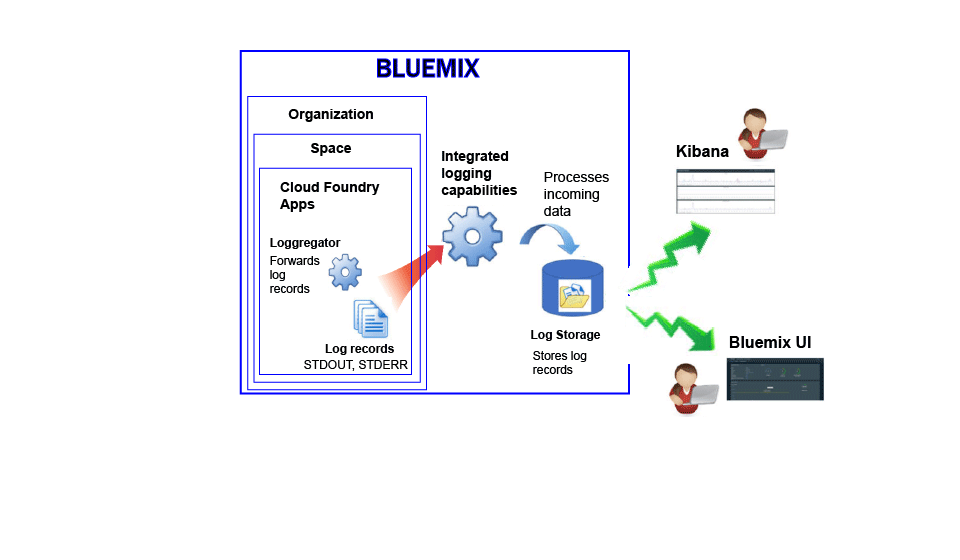 BLUEMIX
Organization
Space
Cloud Foundry
Apps
Loggregator
Forwards
log
records
Log records
STDOUT, STDERR
Integrated
logging
capabilities
Processes
incoming
data
Log Storage
Stores log
records
Kibana
Bluemix UI